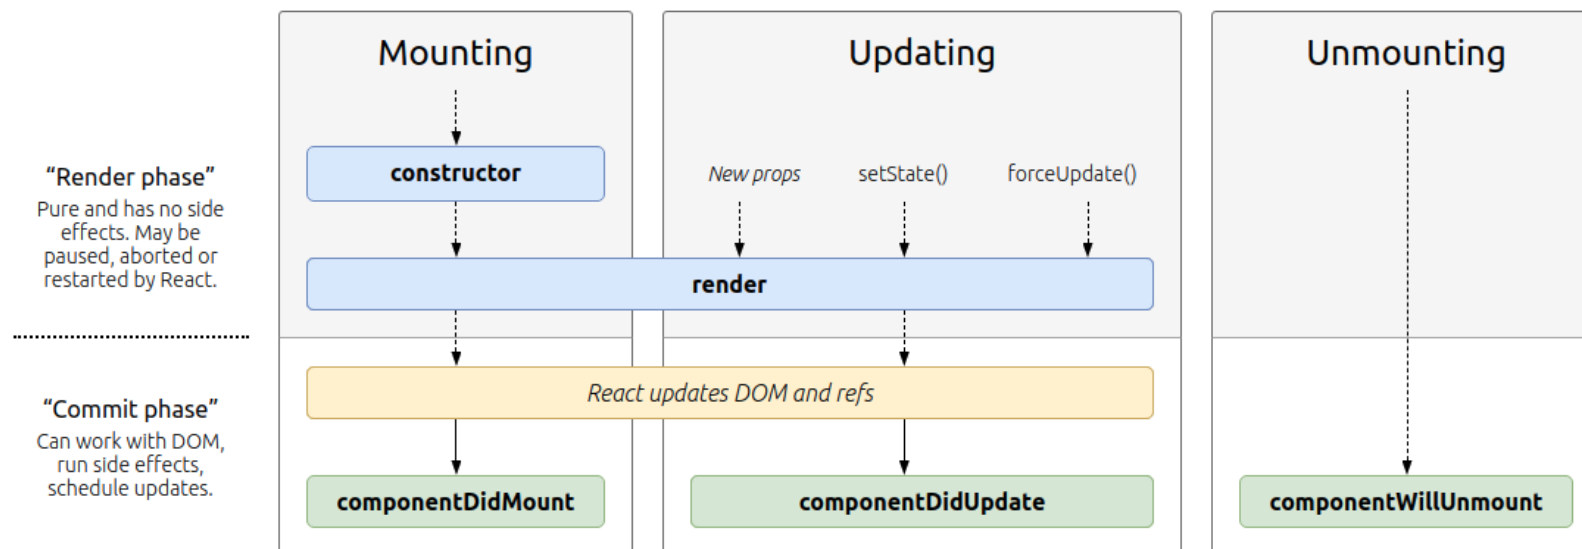 Mounting
Updating
Unmounting
“Render phase”
Pure and has no side
effects. May be
paused, aborted or
restarted by React.
constructor
New props
setState()
forceUpdate()
render
“Commit phase”
Can work with DOM,
run side effects,
schedule updates.
React updates DOM and refs
componentDidMount
componentDidUpdate
componentWillUnmount